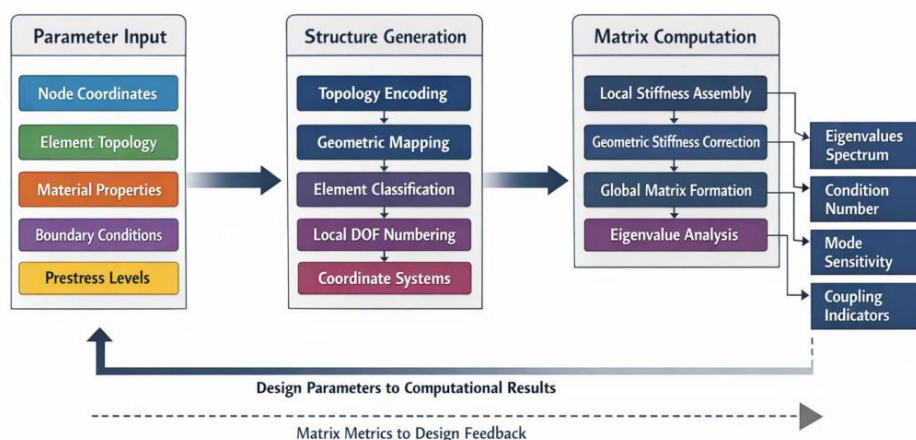 Parameter Input
Node Coordinates
Element Topology
Material Properties
Boundary Conditions
Prestress Levels
Structure Generation
Topology Encoding
Geometric Mapping
Element Classification
Local DOF Numbering
Coordinate Systems
Matrix Computation
Local Stiffness Assembly
Geometric Stiffness Correction
Global Matrix Formation
Eigenvalue Analysis
Eigenvalues
Spectrum
Condition
Number
Mode
Sensitivity
Coupling
Indicators
Design Parameters to Computational Results
Matrix Metrics to Design Feedback